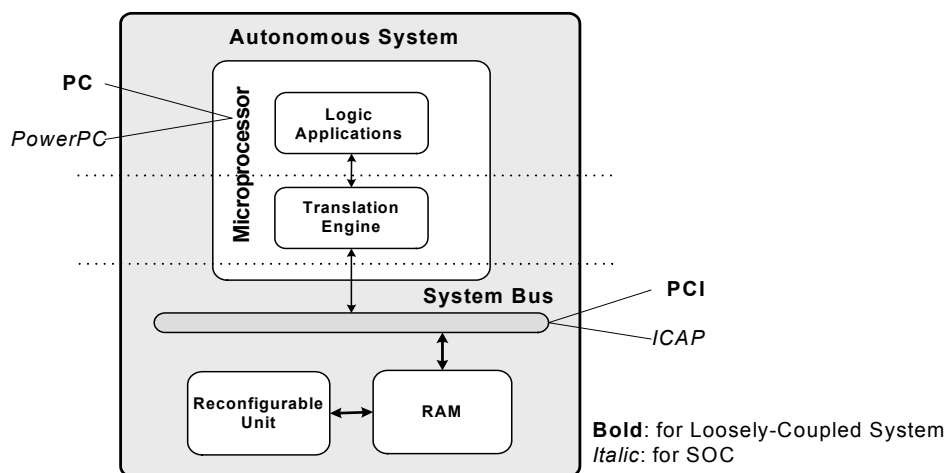 Autonomous System
PC
PowerPC
Microprocessor
Logic
Applications
Translation
Engine
System Bus
PCI
ICAP
Reconfigurable
Unit
RAM
Bold: for Loosely-Coupled System
Italic: for SOC